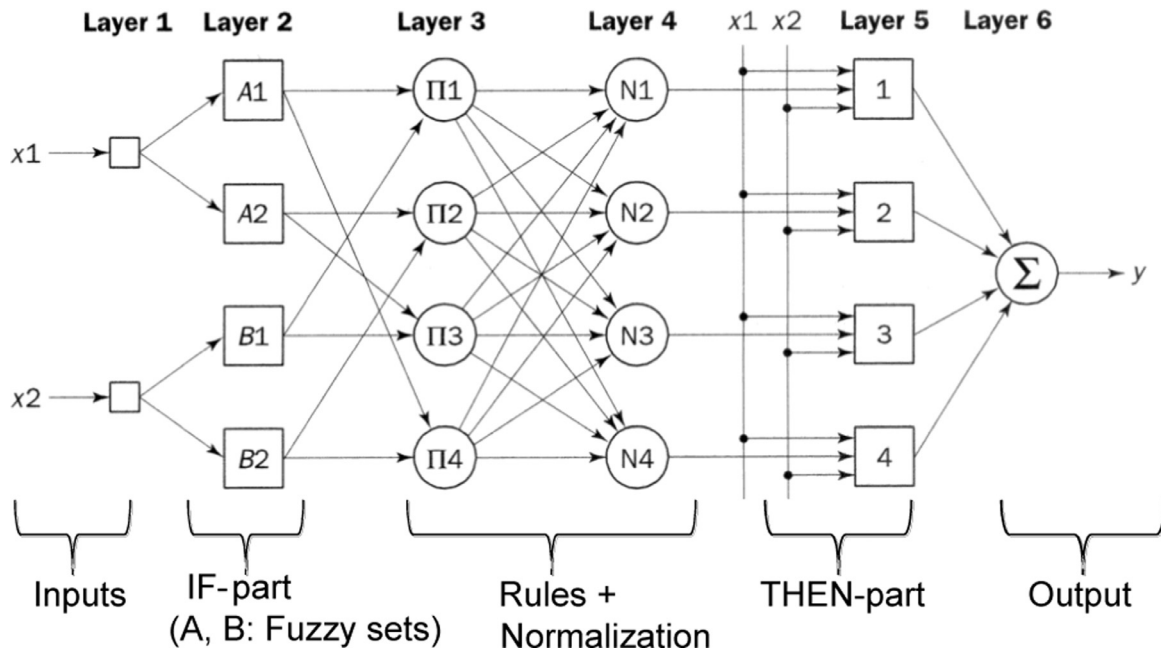 Layer 1 Layer 2 Layer 3 Layer 4 x1 x2 Layer 5 Layer 6
A1 Π1 N1 1
x1
A2 Π2 N2 2
Σ y
B1 Π3 N3 3
x2
B2 Π4 N4 4
Inputs IF-part Rules + THEN-part Output
(A, B: Fuzzy sets) Normalization